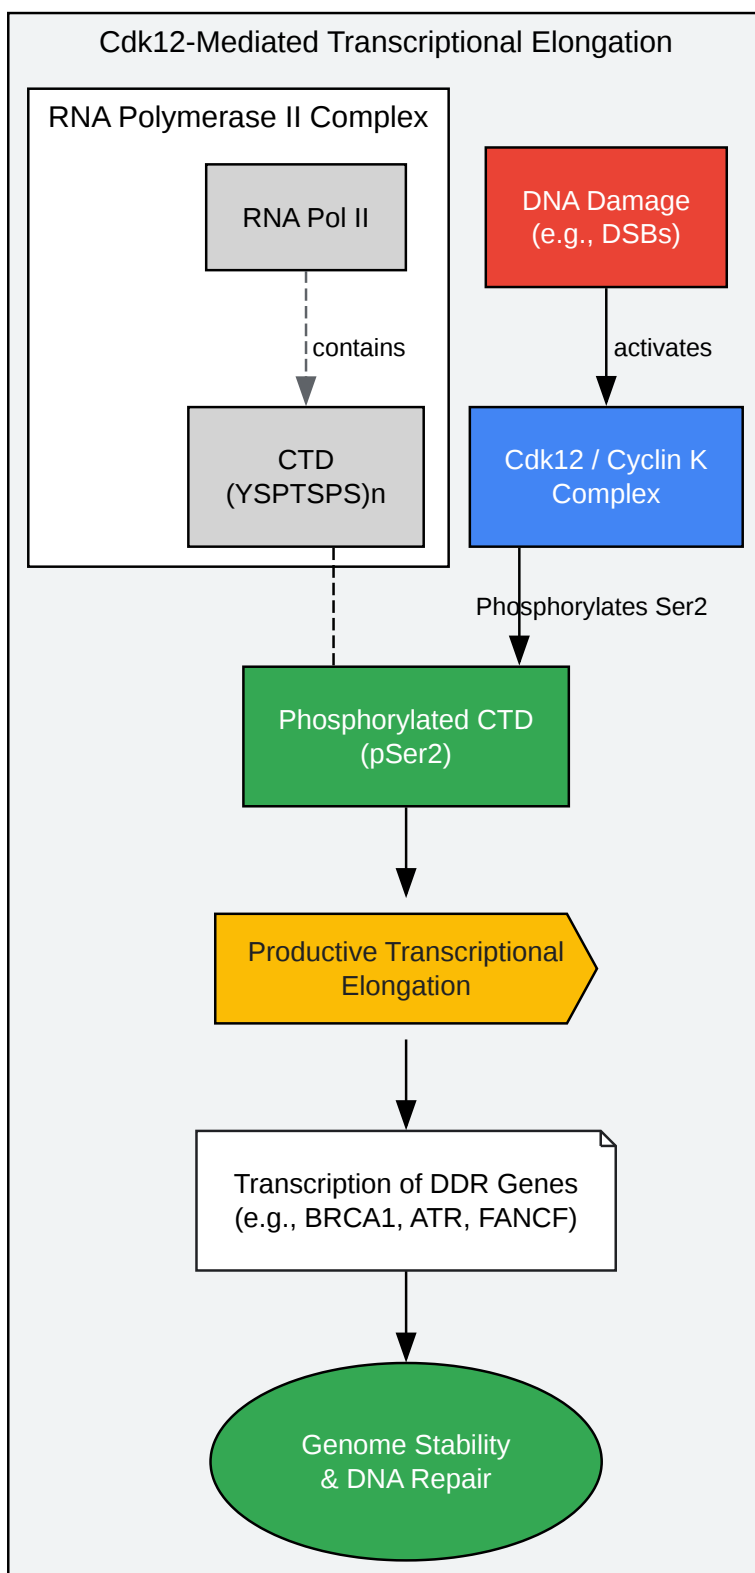 Cdk12-Mediated Transcriptional Elongation
RNA Polymerase II Complex
RNA Pol II
DNA Damage
(e.g., DSBs)
contains
activates
CTD
(YSPTSPS)n
Cdk12 / Cyclin K
Complex
Phosphorylates Ser2
Phosphorylated CTD
(pSer2)
Productive Transcriptional
Elongation
Transcription of DDR Genes
(e.g., BRCA1, ATR, FANCF)
Genome Stability
& DNA Repair